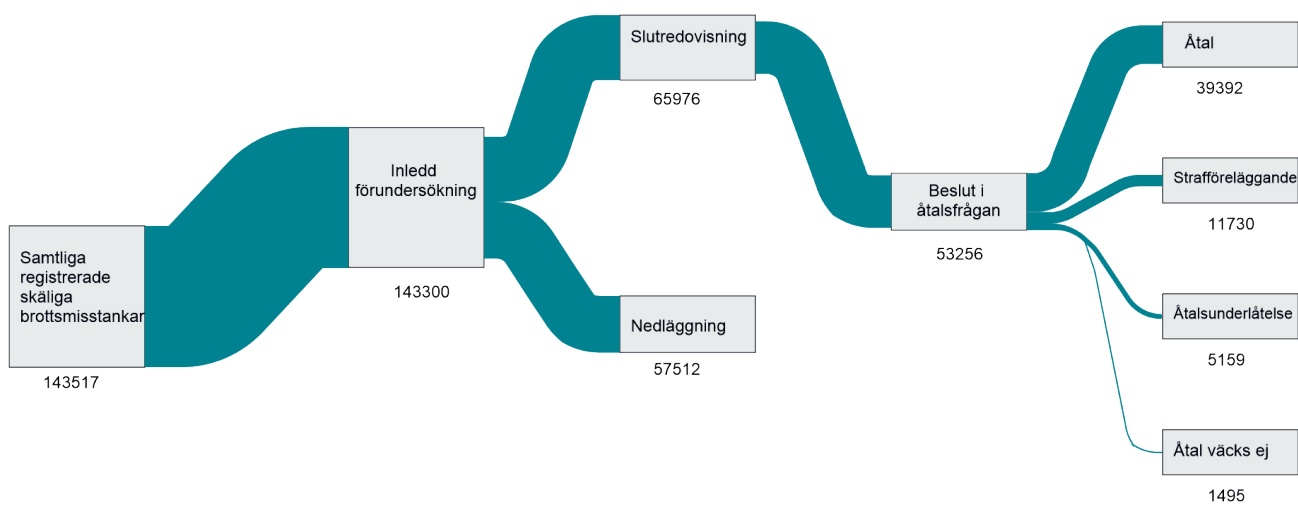 Samtliga
registrerade
skäliga
brottsmisstankar
143517
Inledd
förundersökning
143300
Slutredovisning
65976
Nedläggning
57512
Beslut i
åtalsfrågan
53256
Åtal
39392
Strafföreläggande
11730
Åtalsunderlåtelse
5159
Åtal väcks ej
1495